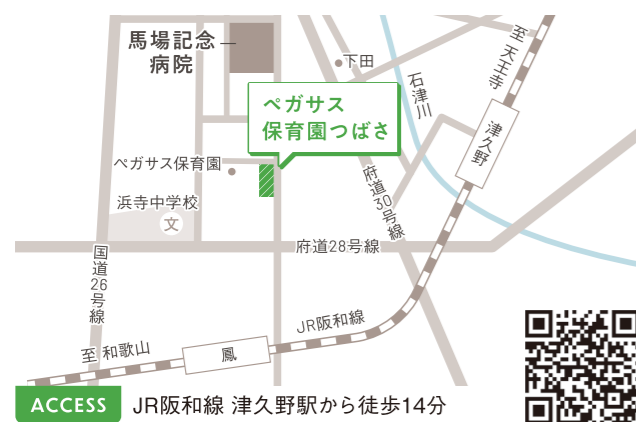 馬場記念
病院
至 天王寺
下田
石津川
津久野
ペガサス
保育園つばさ
ペガサス保育園
府道30号線
浜寺中学校
文
府道28号線
国道26号線
JR阪和線
至 和歌山
鳳
ACCESS
JR阪和線 津久野駅から徒歩14分